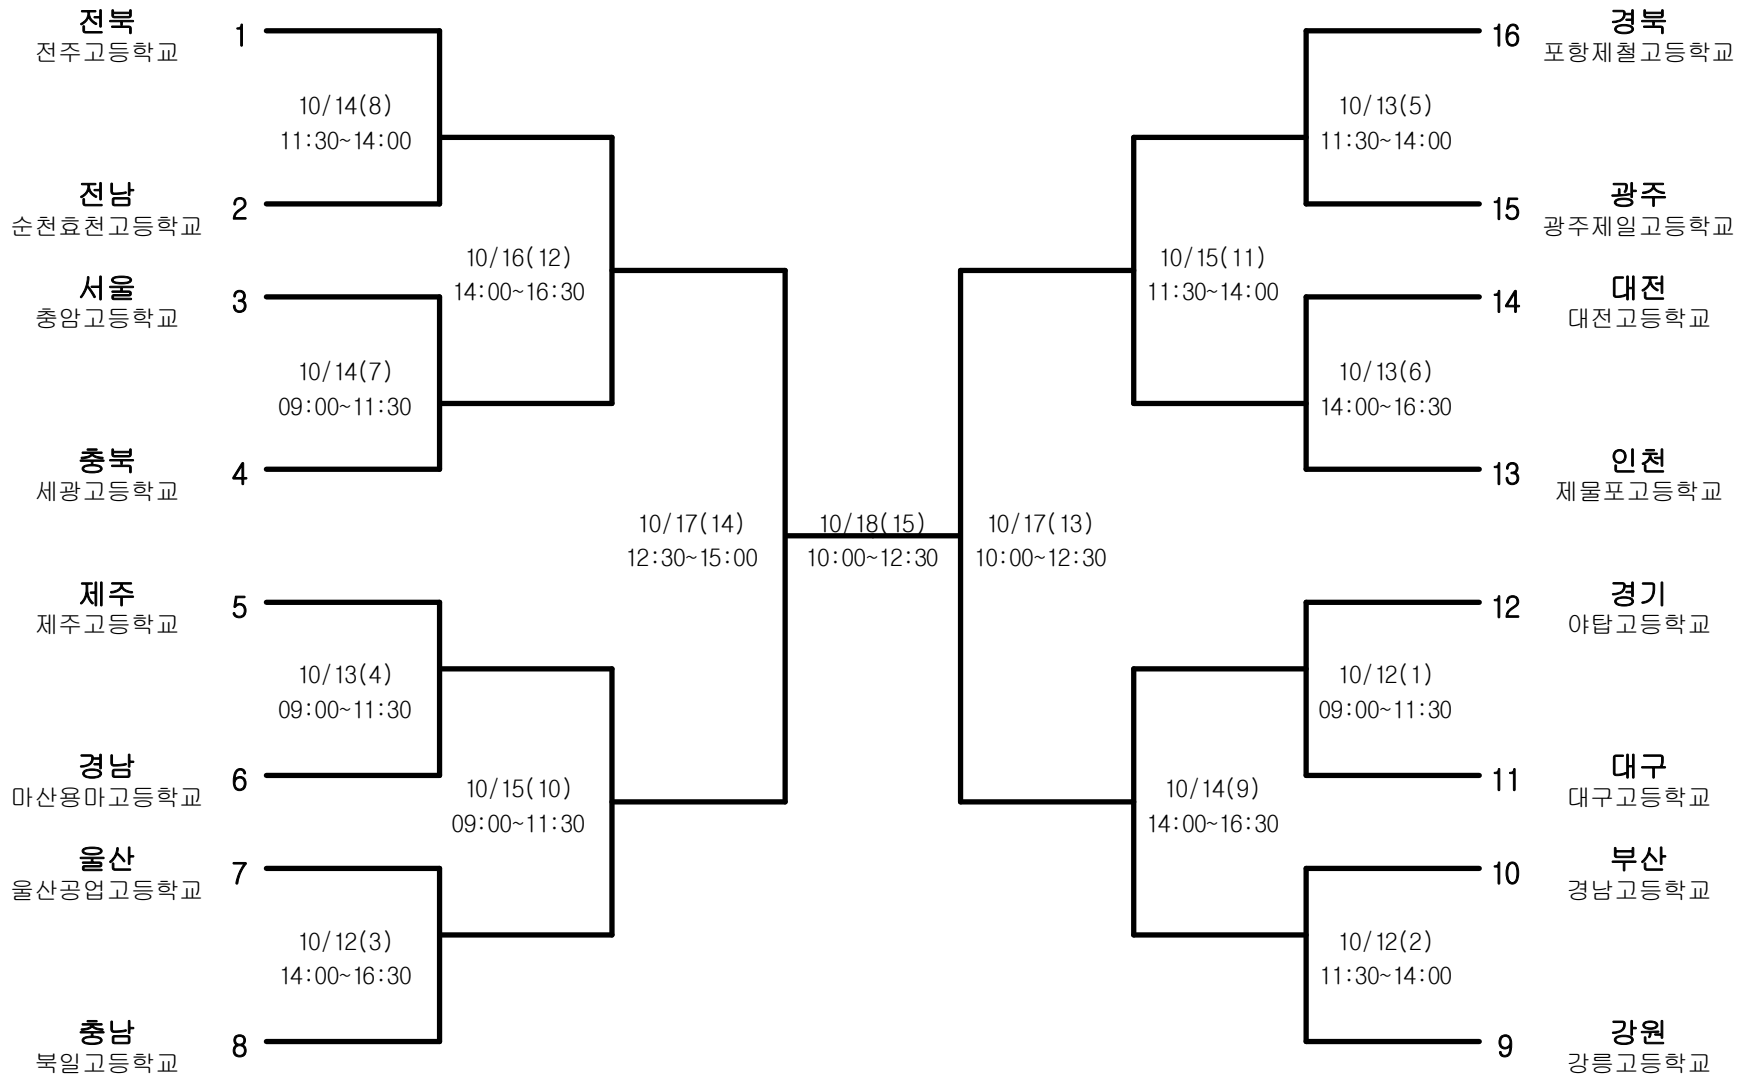 전북
전주고등학교
1
10/14(8)
11:30~14:00
전남
순천효천고등학교
2
10/16(12)
14:00~16:30
서울
충암고등학교
3
10/14(7)
09:00~11:30
충북
세광고등학교
4
10/17(14)
12:30~15:00
제주
제주고등학교
5
10/13(4)
09:00~11:30
경남
마산용마고등학교
6
10/15(10)
09:00~11:30
울산
울산공업고등학교
7
10/12(3)
14:00~16:30
충남
북일고등학교
8
10/18(15)
10:00~12:30
16
경북
포항제철고등학교
10/13(5)
11:30~14:00
15
광주
광주제일고등학교
10/15(11)
11:30~14:00
14
대전
대전고등학교
10/13(6)
14:00~16:30
13
인천
제물포고등학교
10/17(13)
10:00~12:30
12
경기
야탑고등학교
10/12(1)
09:00~11:30
11
대구
대구고등학교
10/14(9)
14:00~16:30
10
부산
경남고등학교
10/12(2)
11:30~14:00
9
강원
강릉고등학교